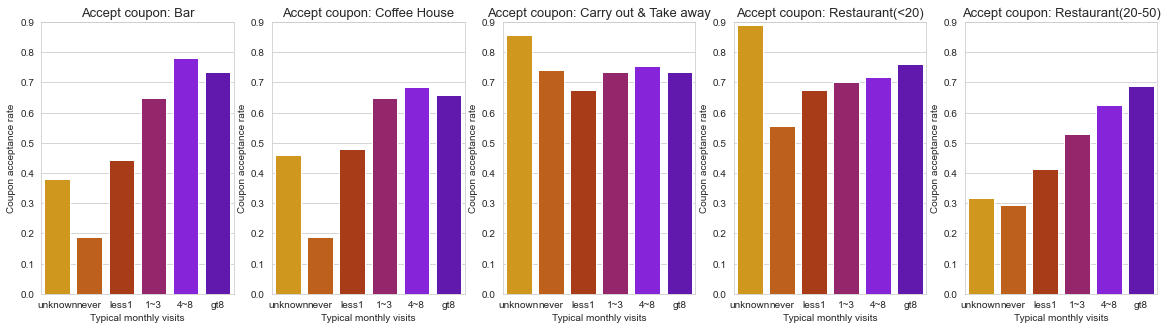 Accept coupon: Bar
Coupon acceptance rate
0.9
0.8
0.7
0.6
0.5
0.4
0.3
0.2
0.1
0.0
unknown never less1 1~3 4~8 gt8
Typical monthly visits
Accept coupon: Coffee House
Coupon acceptance rate
0.9
0.8
0.7
0.6
0.5
0.4
0.3
0.2
0.1
0.0
unknown never less1 1~3 4~8 gt8
Typical monthly visits
Accept coupon: Carry out & Take away
Coupon acceptance rate
0.9
0.8
0.7
0.6
0.5
0.4
0.3
0.2
0.1
0.0
unknown never less1 1~3 4~8 gt8
Typical monthly visits
Accept coupon: Restaurant(<20)
Coupon acceptance rate
0.9
0.8
0.7
0.6
0.5
0.4
0.3
0.2
0.1
0.0
unknown never less1 1~3 4~8 gt8
Typical monthly visits
Accept coupon: Restaurant(20-50)
Coupon acceptance rate
0.9
0.8
0.7
0.6
0.5
0.4
0.3
0.2
0.1
0.0
unknown never less1 1~3 4~8 gt8
Typical monthly visits